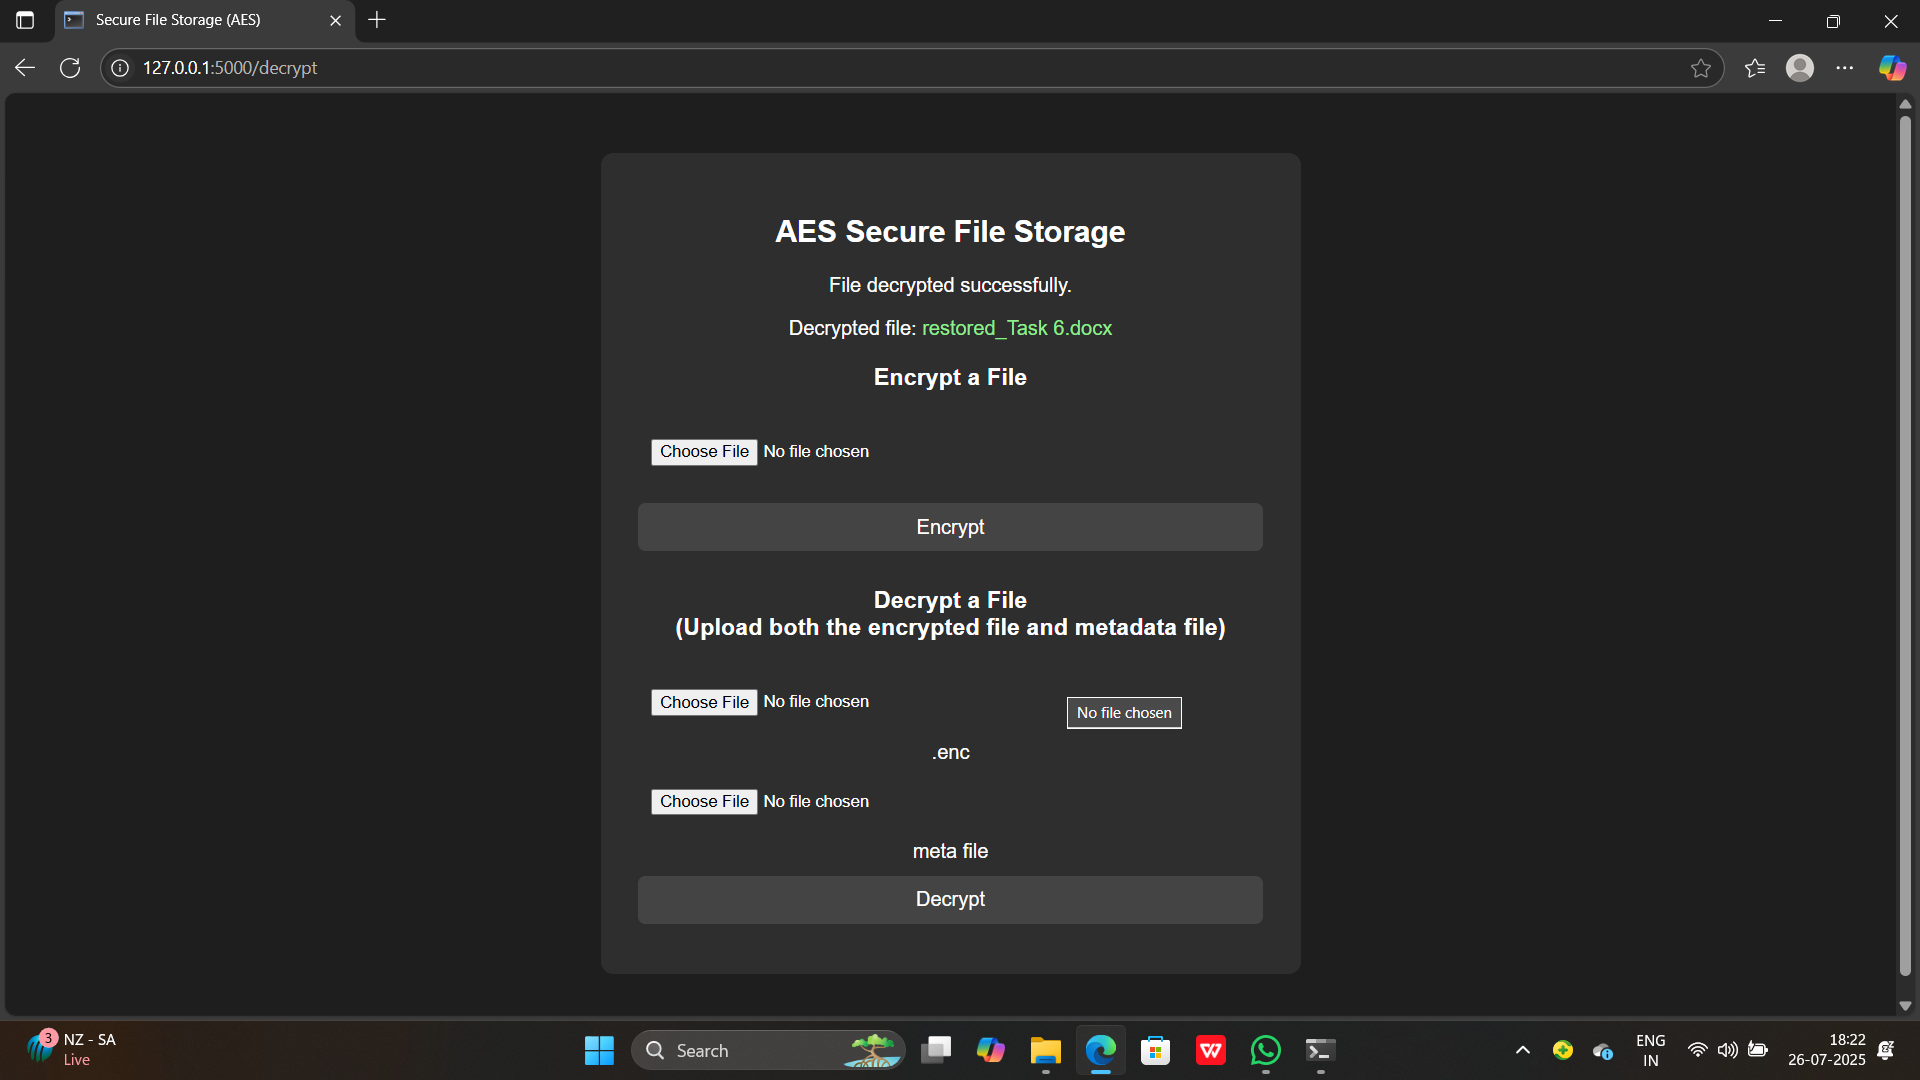 Secure File Storage (AES)
127.0.0.1:5000/decrypt
AES Secure File Storage
File decrypted successfully.
Decrypted file: restored_Task 6.docx
Encrypt a File
Choose File No file chosen
Encrypt
Decrypt a File
(Upload both the encrypted file and metadata file)
Choose File No file chosen
No file chosen
.enc
Choose File No file chosen
meta file
Decrypt
3
NZ - SA
Live
Search
W
ENG
IN
18:22
26-07-2025